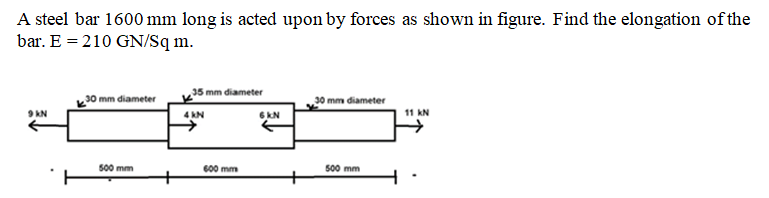 A steel bar 1600 mm long is acted upon by forces as shown in figure. Find the elongation of the
bar. E = 210 GN/Sq m.
35 mm diameter
30 mm diameter
30 mm diameter
9 kN
4 kN
6 kN
11 kN
500 mm
600 mm
500 mm